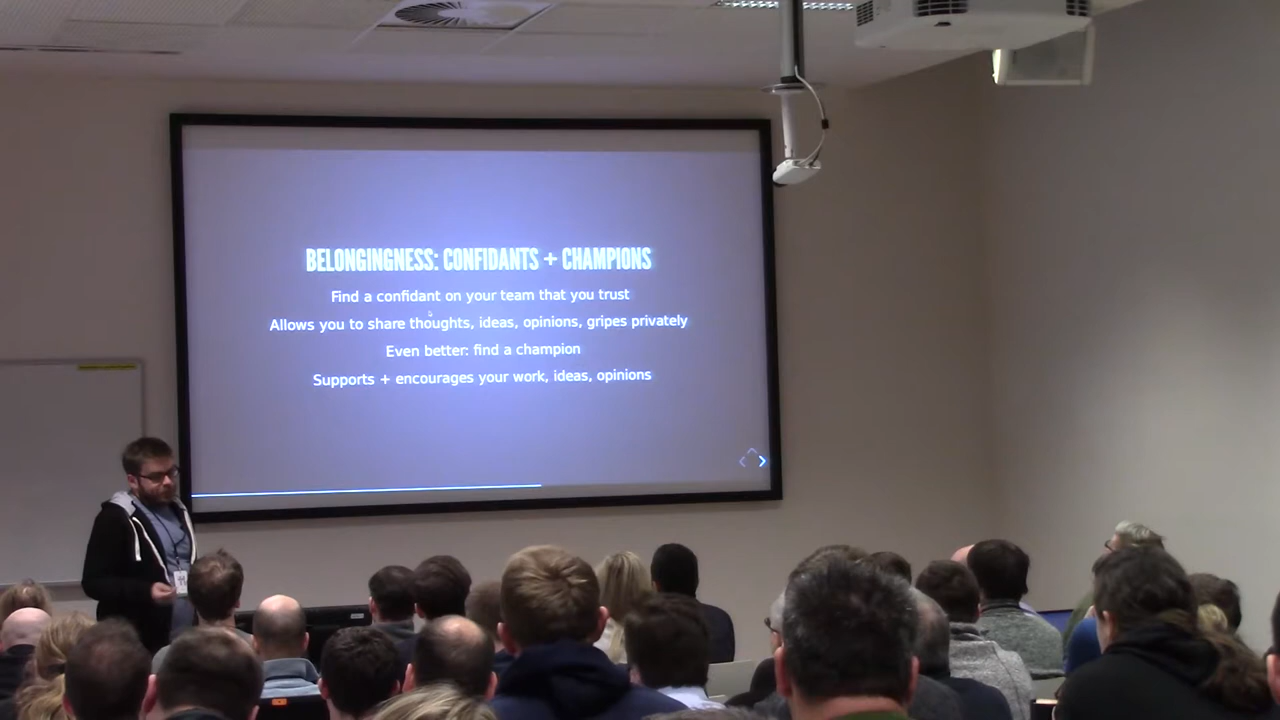 BELONGINGNESS: CONFIDANTS + CHAMPIONS
Find a confidant on your team that you trust
Allows you to share thoughts, ideas, opinions, gripes privately
Even better: find a champion
Supports + encourages your work, ideas, opinions